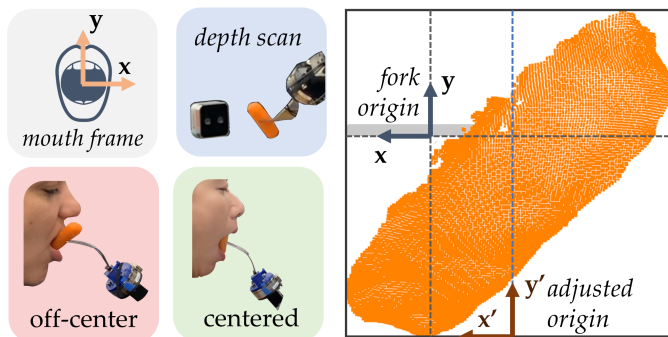 y
x
mouth frame
depth scan
off-center
centered
fork
origin
y
x
y'
adjusted
origin
x'